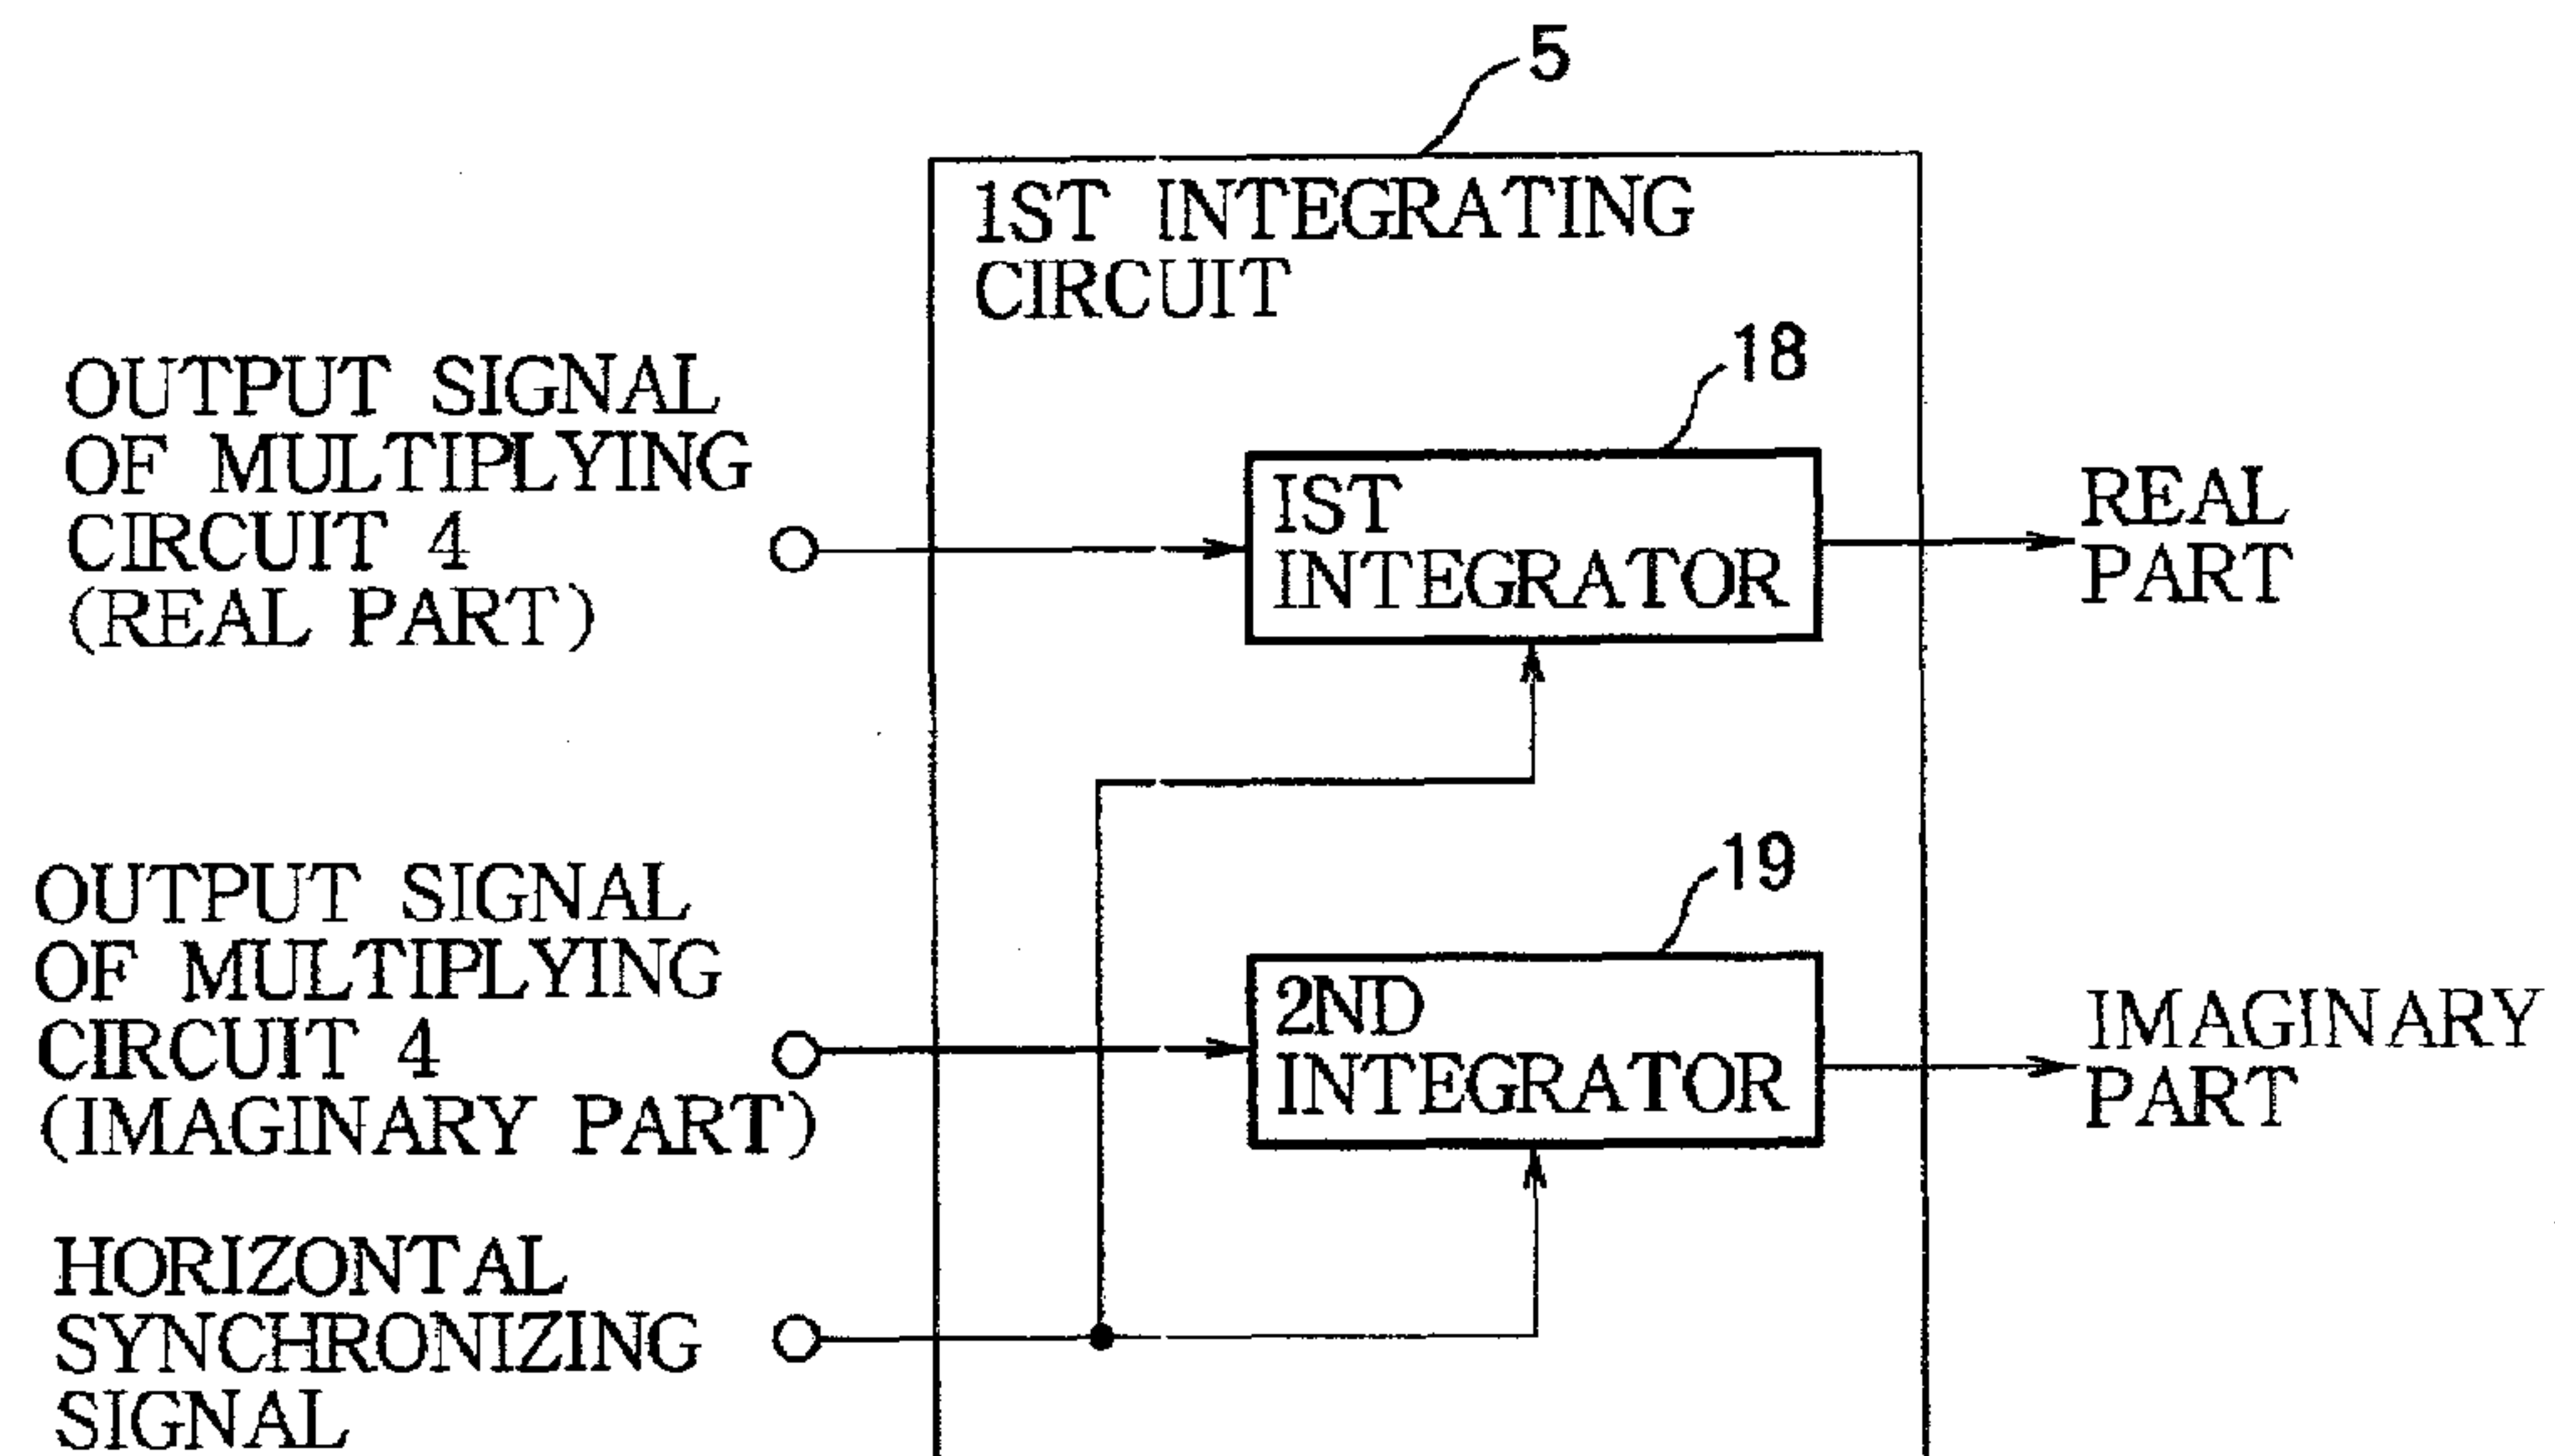 5
1ST INTEGRATING
CIRCUIT
18
OUTPUT SIGNAL
OF MULTIPLYING
CIRCUIT 4
(REAL PART)
IST
INTEGRATOR
REAL
PART
19
OUTPUT SIGNAL
OF MULTIPLYING
CIRCUIT 4
(IMAGINARY PART)
2ND
INTEGRATOR
IMAGINARY
PART
HORIZONTAL
SYNCHRONIZING
SIGNAL